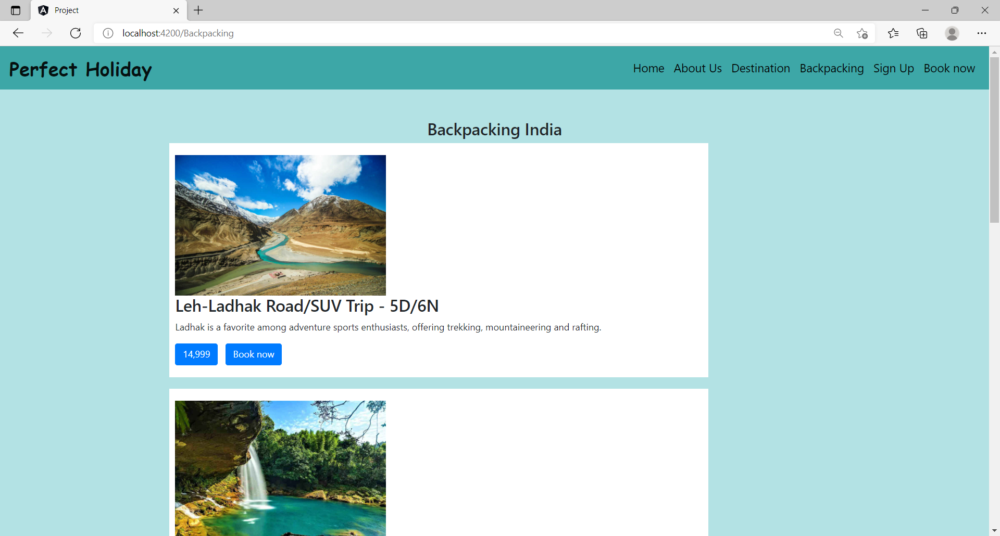 Project
localhost:4200/Backpacking
Perfect Holiday
Home About Us Destination Backpacking Sign Up Book now
Backpacking India
Leh-Ladhak Road/SUV Trip - 5D/6N
Ladhak is a favorite among adventure sports enthusiasts, offering trekking, mountaineering and rafting.
14,999 Book now